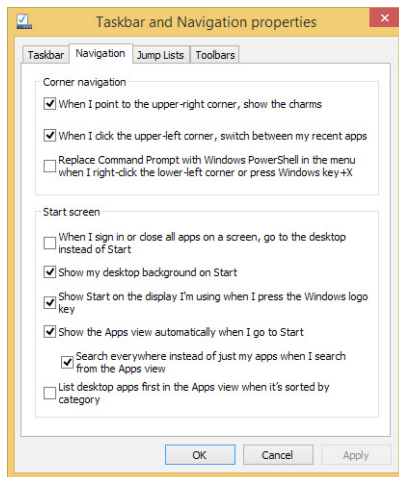 Taskbar and Navigation properties
Taskbar Navigation Jump Lists Toolbars
Corner navigation
When I point to the upper-right corner, show the charms
When I click the upper-left corner, switch between my recent apps
Replace Command Prompt with Windows PowerShell in the menu
when I right-click the lower-left corner or press Windows key+X
Start screen
When I sign in or close all apps on a screen, go to the desktop
instead of Start
Show my desktop background on Start
Show Start on the display I'm using when I press the Windows logo
key
Show the Apps view automatically when I go to Start
Search everywhere instead of just my apps when I search
from the Apps view
List desktop apps first in the Apps view when it's sorted by
category
OK Cancel Apply